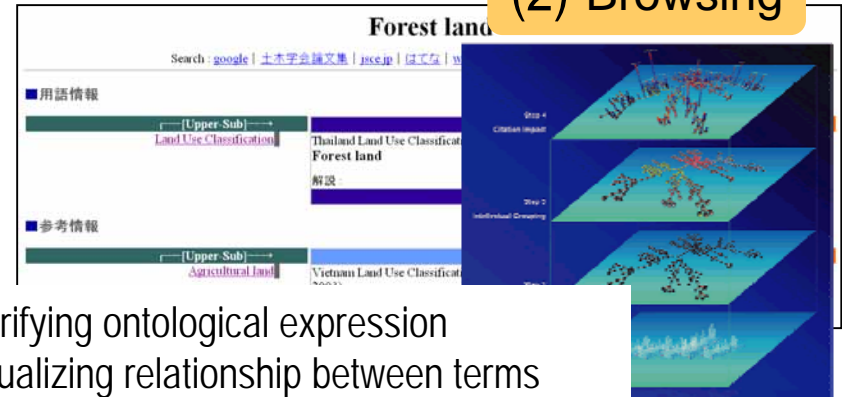 (2) Browsing
Forest land
Search : google | 土木学会論文集 | jsce.jp | はてな | w
■用語情報
┌──[Upper-Sub]──→
Land Use Classification
Thailand Land Use Classificat
Forest land
解説 :
■参考情報
┌──[Upper-Sub]──→
Agricultural land
Vietnam Land Use Classificat
Step 4
Citation Impact
Step 3
Intellectual Grouping
rifying ontological expression
ualizing relationship between terms